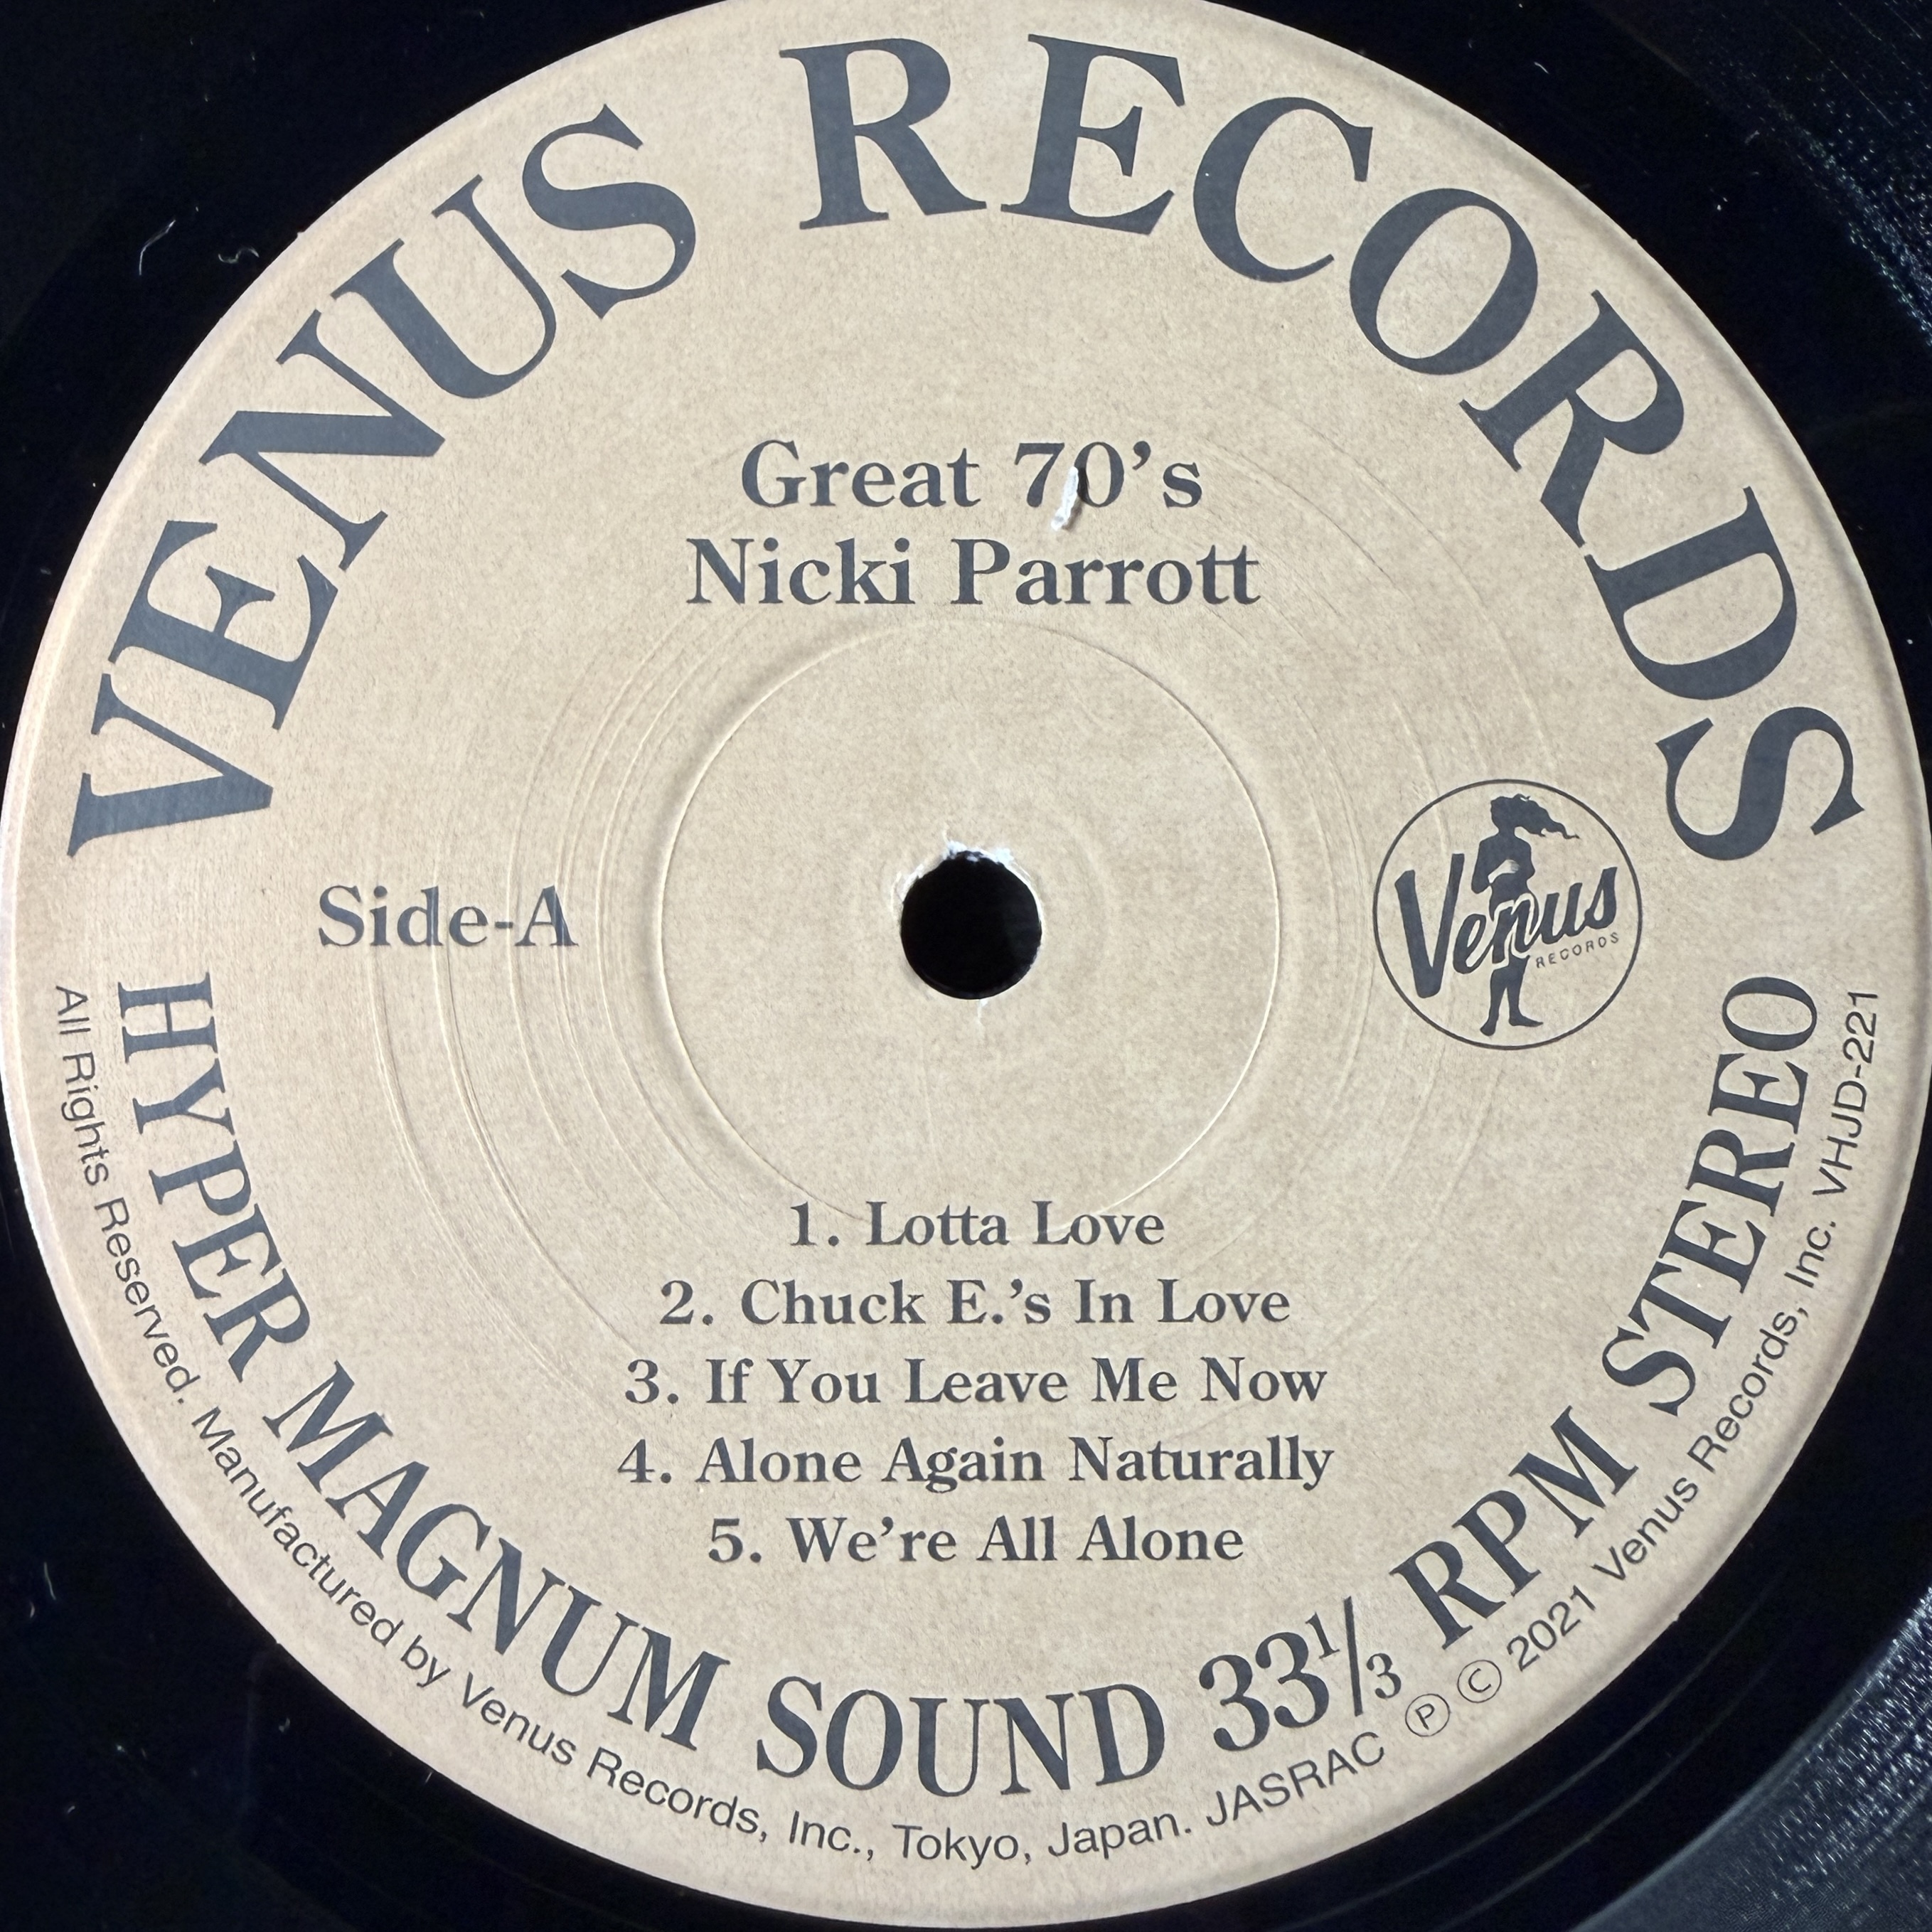 VENUS RECORDS
Great 70's
Nicki Parrott
Side-A
Venus
RECORDS
1. Lotta Love
2. Chuck E.'s In Love
3. If You Leave Me Now
4. Alone Again Naturally
5. We're All Alone
HYPER MAGNUM SOUND 33 1/3 RPM STEREO
All Rights Reserved. Manufactured by Venus Records, Inc., Tokyo, Japan. JASRAC Ⓟ © 2021 Venus Records, Inc. VHJD-221